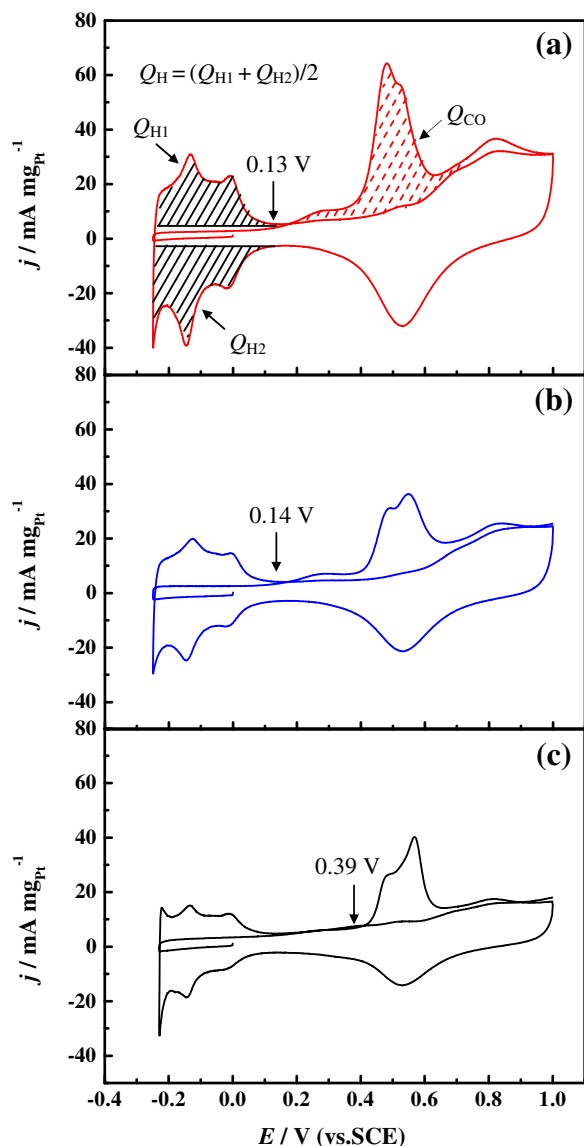 (a)
80
Q_H = (Q_H1 + Q_H2)/2
60
Q_CO
40
Q_H1
0.13 V
20
0
-20
Q_H2
-40
j / mA mg_Pt^-1
80
(b)
60
40
0.14 V
20
0
-20
-40
j / mA mg_Pt^-1
80
(c)
60
40
0.39 V
20
0
-20
-40
j / mA mg_Pt^-1
-0.4 -0.2 0.0 0.2 0.4 0.6 0.8 1.0
E / V (vs.SCE)